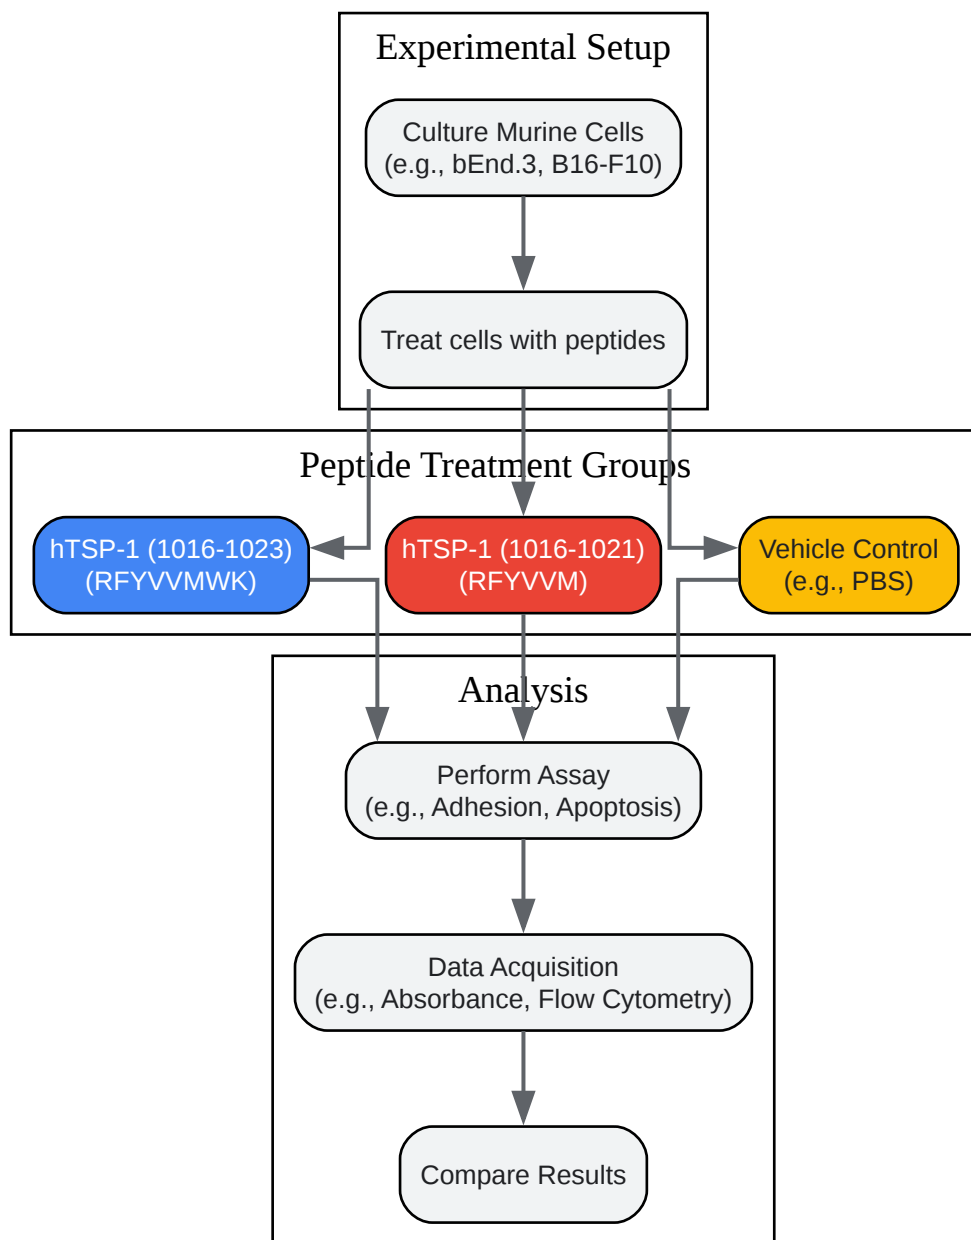 Experimental Setup
Culture Murine Cells
(e.g., bEnd.3, B16-F10)
Treat cells with peptides
Peptide Treatment Groups
hTSP-1 (1016-1023)
(RFYVVMWK)
hTSP-1 (1016-1021)
(RFYVVM)
Vehicle Control
(e.g., PBS)
Analysis
Perform Assay
(e.g., Adhesion, Apoptosis)
Data Acquisition
(e.g., Absorbance, Flow Cytometry)
Compare Results